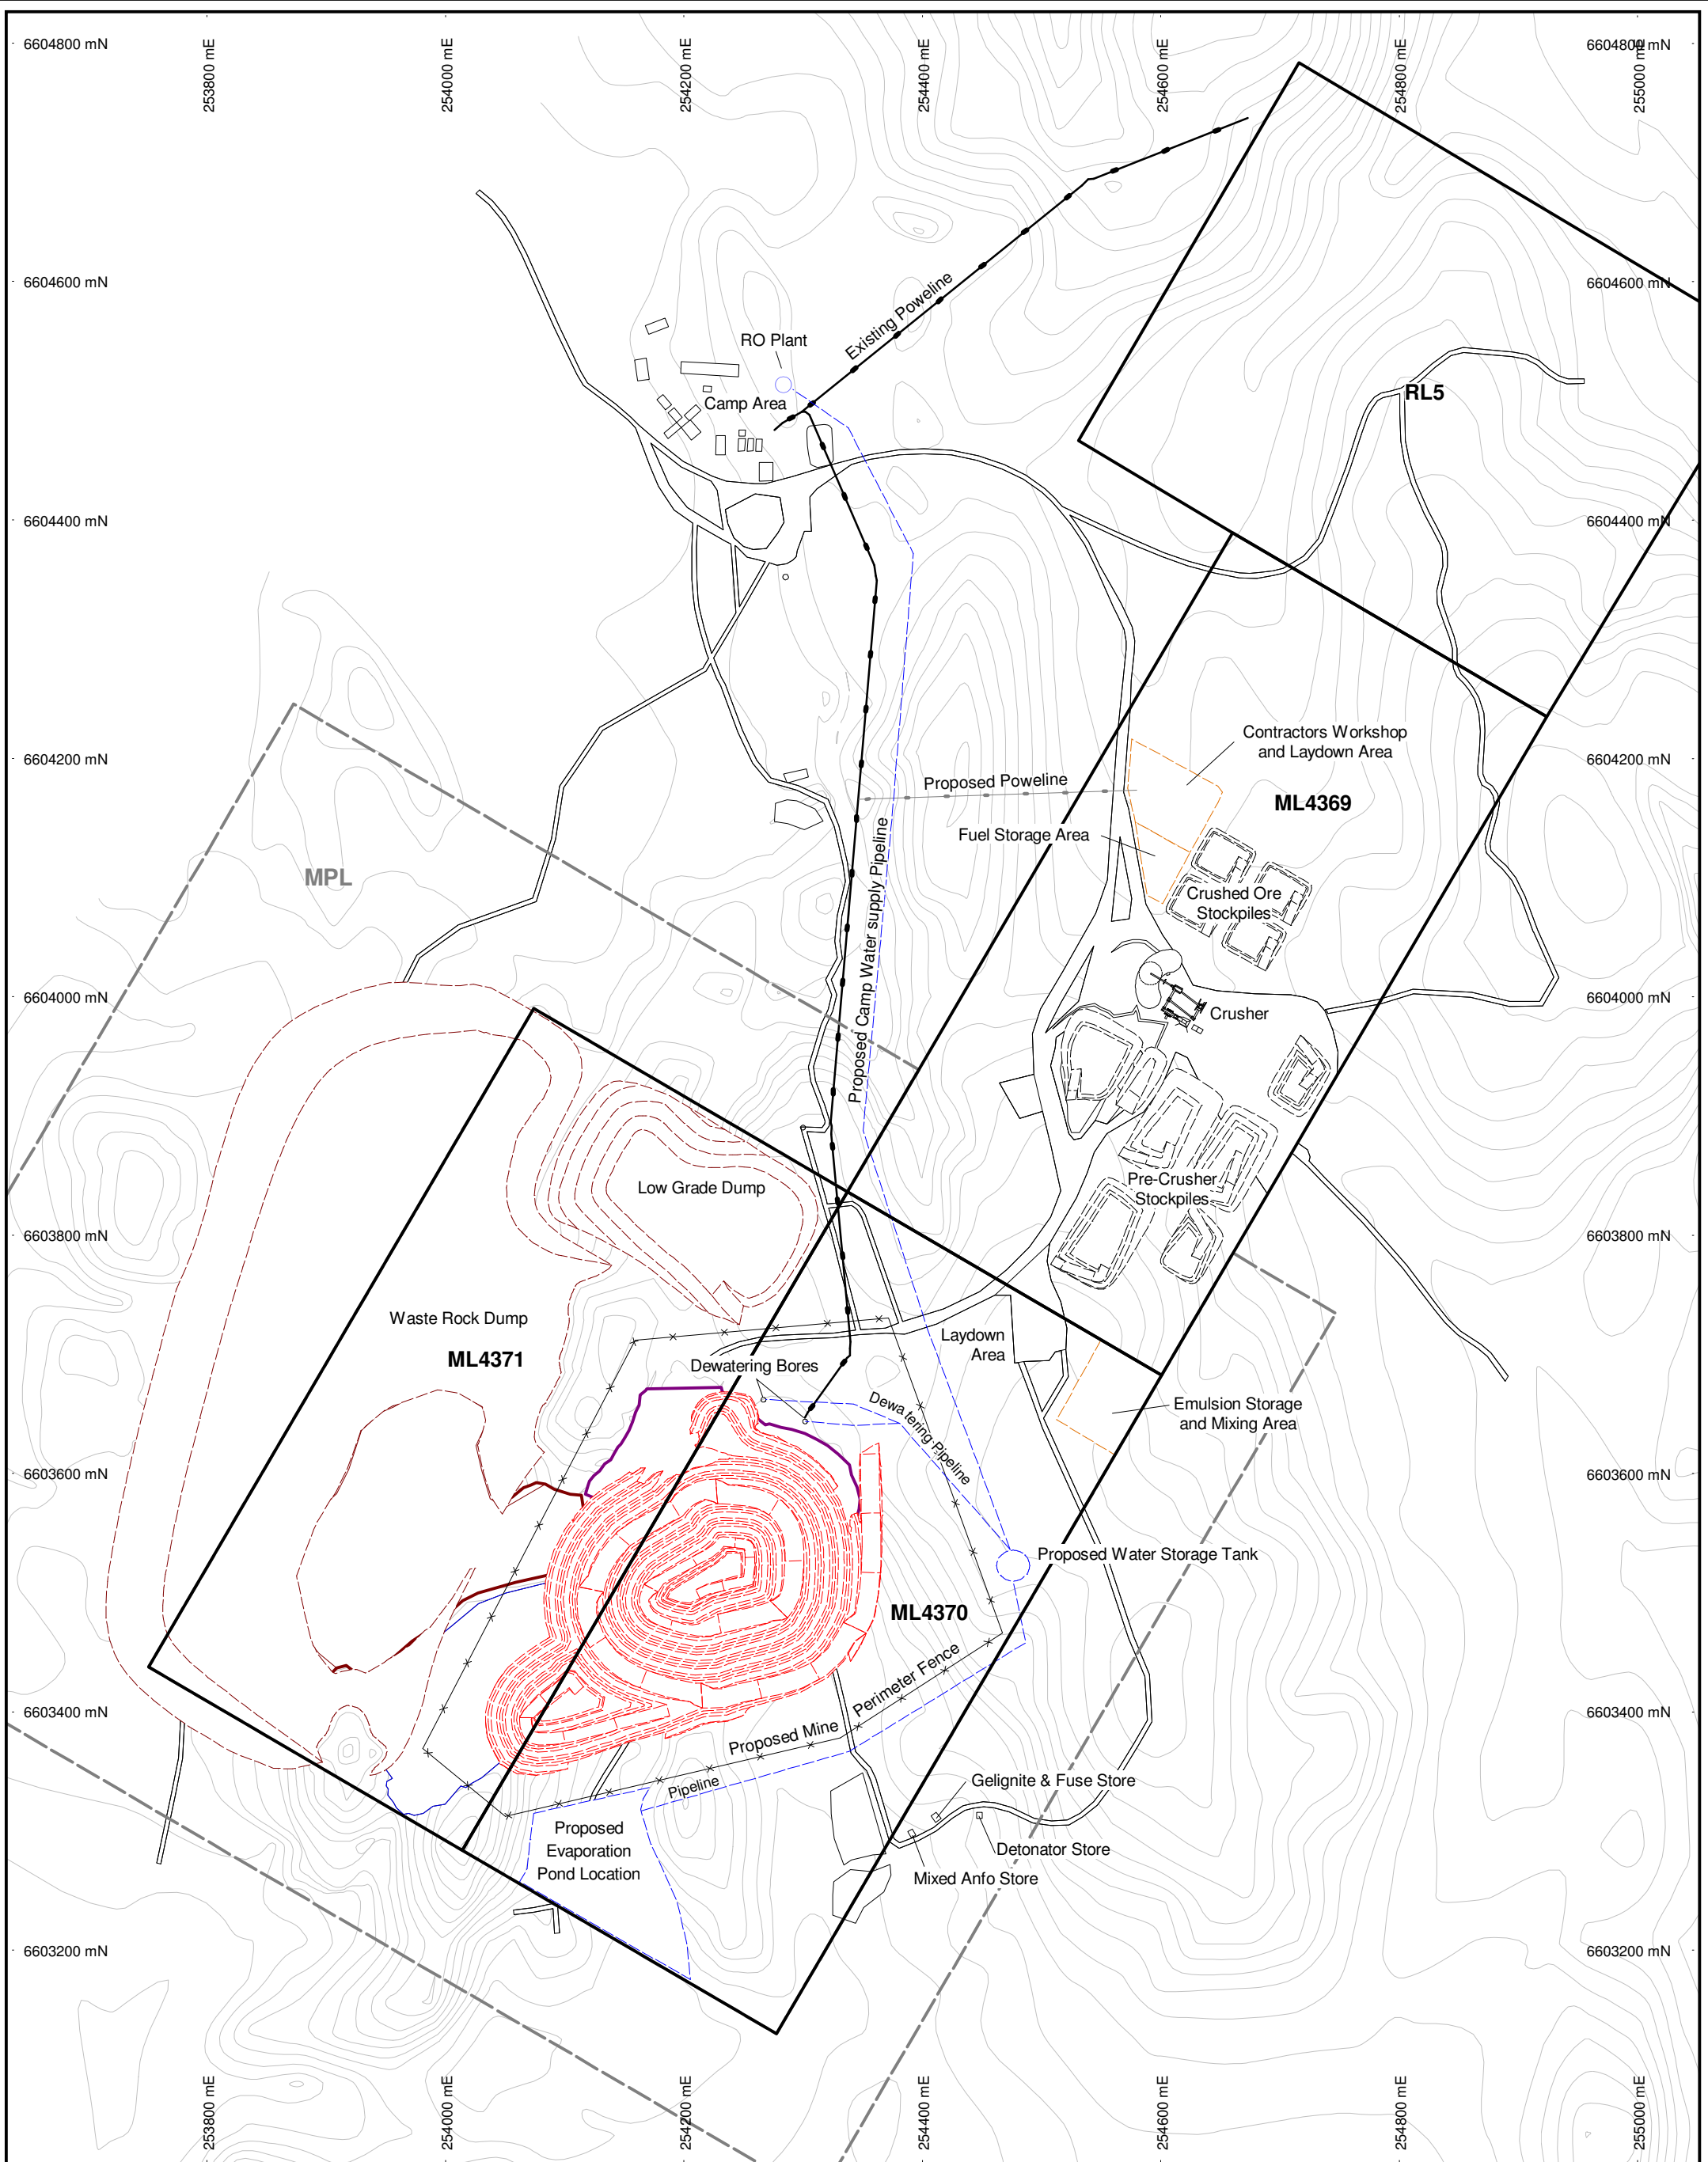 253800 mE
254000 mE
254200 mE
254400 mE
254600 mE
254800 mE
255000 mE
6604800 mN
6604800 mN
6604600 mN
6604600 mN
Existing Poweline
RO Plant
Camp Area
RL5
6604400 mN
6604400 mN
Contractors Workshop
and Laydown Area
6604200 mN
6604200 mN
Proposed Poweline
ML4369
Fuel Storage Area
MPL
Crushed Ore
Stockpiles
Proposed Camp Water supply Pipeline
6604000 mN
6604000 mN
Crusher
Low Grade Dump
Pre-Crusher
Stockpiles
6603800 mN
6603800 mN
Waste Rock Dump
ML4371
Laydown
Area
Dewatering Bores
Dewatering Pipeline
Emulsion Storage
and Mixing Area
6603600 mN
6603600 mN
Proposed Water Storage Tank
ML4370
Proposed Mine Perimeter Fence
6603400 mN
6603400 mN
Pipeline
Gelignite & Fuse Store
Proposed
Evaporation
Pond Location
Detonator Store
Mixed Anfo Store
6603200 mN
6603200 mN
253800 mE
254000 mE
254200 mE
254400 mE
254600 mE
254800 mE
255000 mE